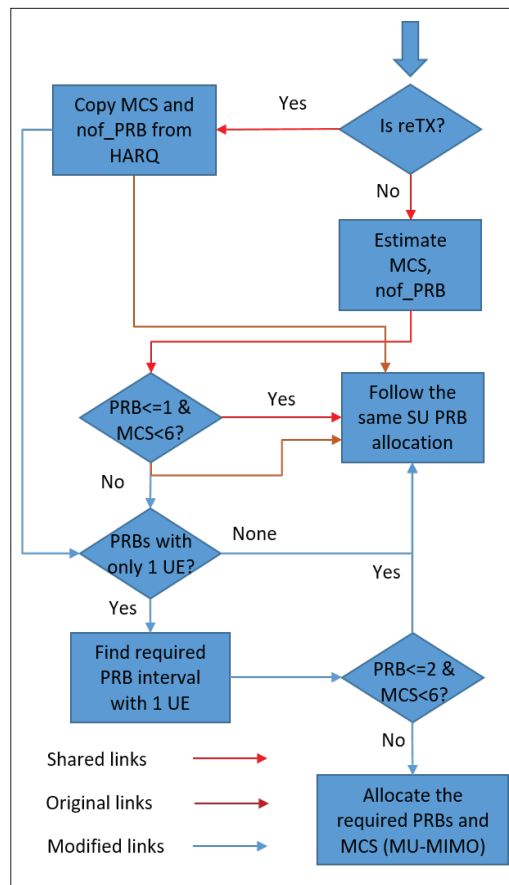 Is reTX?
Yes
No
Copy MCS and
nof_PRB from
HARQ
Estimate
MCS,
nof_PRB
PRB<=1 &
MCS<6?
Yes
No
Follow the
same SU PRB
allocation
PRBs with
only 1 UE?
None
Yes
Yes
Find required
PRB interval
with 1 UE
PRB<=2 &
MCS<6?
No
Allocate the
required PRBs and
MCS (MU-MIMO)
Shared links
Original links
Modified links